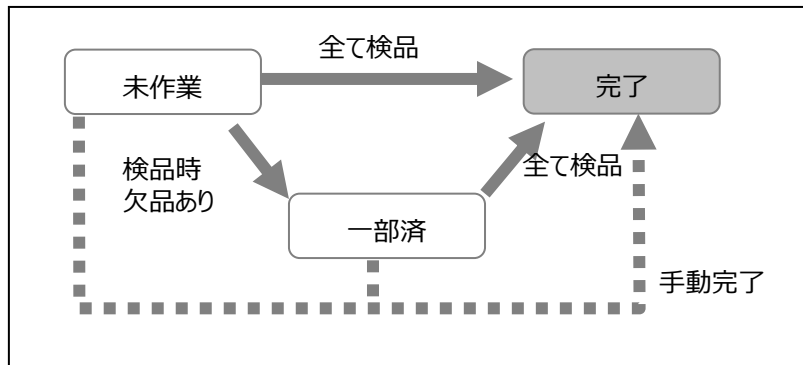 全て検品
未作業
完了
検品時
欠品あり
全て検品
一部済
手動完了